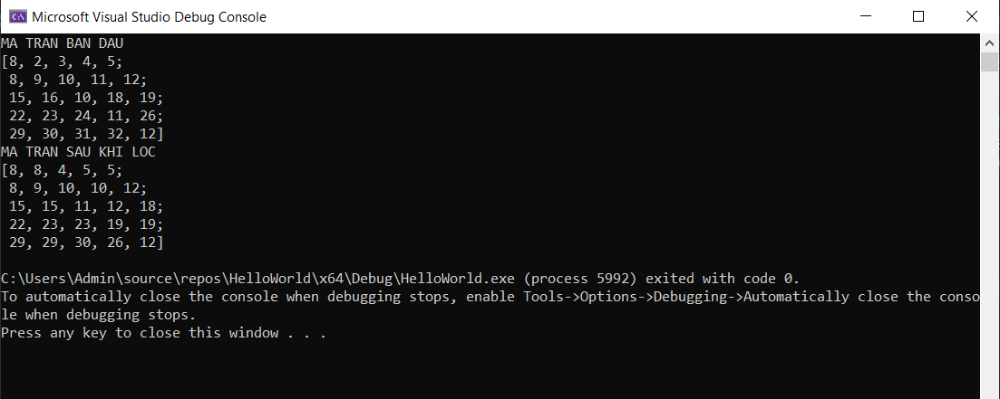 Microsoft Visual Studio Debug Console
MA TRAN BAN DAU
[8, 2, 3, 4, 5;
 8, 9, 10, 11, 12;
 15, 16, 10, 18, 19;
 22, 23, 24, 11, 26;
 29, 30, 31, 32, 12]
MA TRAN SAU KHI LOC
[8, 8, 4, 5, 5;
 8, 9, 10, 10, 12;
 15, 15, 11, 12, 18;
 22, 23, 23, 19, 19;
 29, 29, 30, 26, 12]
C:\Users\Admin\source\repos\HelloWorld\x64\Debug\HelloWorld.exe (process 5992) exited with code 0.
To automatically close the console when debugging stops, enable Tools->Options->Debugging->Automatically close the conso
le when debugging stops.
Press any key to close this window . . .